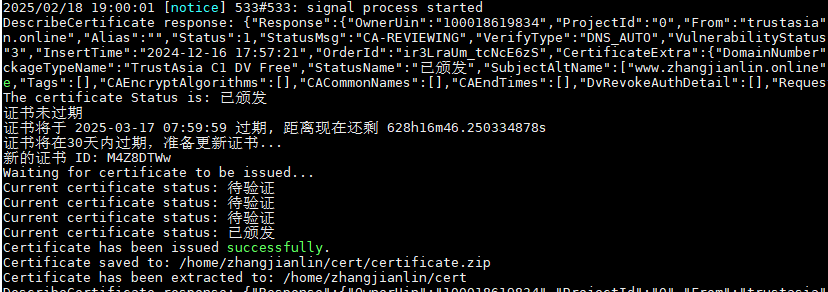 2025/02/18 19:00:01 [notice] 533#533: signal process started
DescribeCertificate response: {"Response":{"OwnerUin":"100018619834","ProjectId":"0","From":"trustasia"
n.online","Alias":"","Status":1,"StatusMsg":"CA-REVIEWING","VerifyType":"DNS_AUTO","VulnerabilityStatus
"3","InsertTime":"2024-12-16 17:57:21","OrderId":"ir3LraUm_tcNcE6zS","CertificateExtra":{"DomainNumber"
ckageTypeName":"TrustAsia C1 DV Free","StatusName":"已颁发","SubjectAltName":["www.zhangjianlin.online"
e,"Tags":[],"CAEncryptAlgorithms":[],"CACommonNames":[],"CAEndTimes":[],"DvRevokeAuthDetail":[],"Reques
The certificate Status is: 已颁发
证书未过期
证书将于 2025-03-17 07:59:59 过期, 距离现在还剩 628h16m46.250334878s
证书将在30天内过期，准备更新证书...
新的证书 ID: M4Z8DTWw
Waiting for certificate to be issued...
Current certificate status: 待验证
Current certificate status: 待验证
Current certificate status: 待验证
Current certificate status: 已颁发
Certificate has been issued successfully.
Certificate saved to: /home/zhangjianlin/cert/certificate.zip
Certificate has been extracted to: /home/zhangjianlin/cert
DescribeCertificate response: {"Response":{"OwnerUin":"100018619834","ProjectId":"0","From":"trustasia"